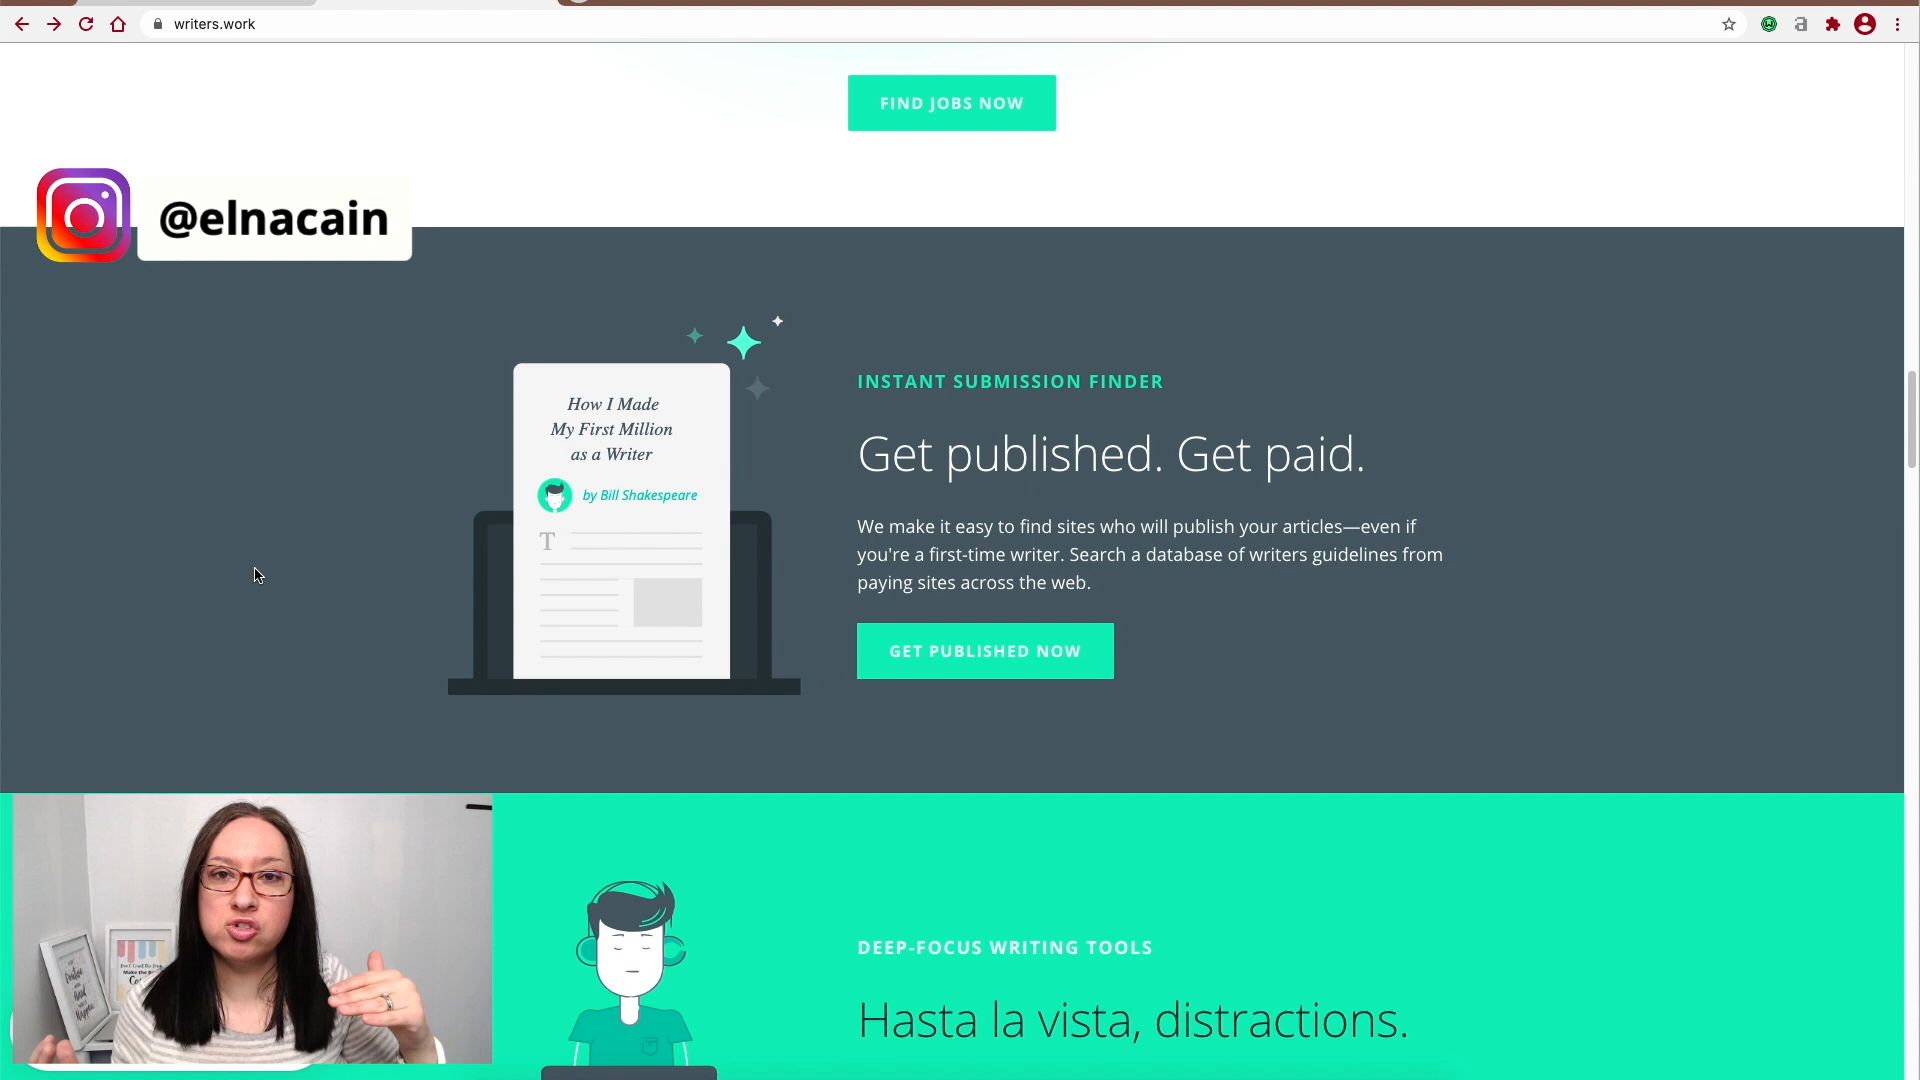 writers.work
FIND JOBS NOW
@elnacain
How I Made
My First Million
as a Writer
by Bill Shakespeare
T
INSTANT SUBMISSION FINDER
Get published. Get paid.
We make it easy to find sites who will publish your articles—even if
you're a first-time writer. Search a database of writers guidelines from
paying sites across the web.
GET PUBLISHED NOW
DEEP-FOCUS WRITING TOOLS
Hasta la vista, distractions.